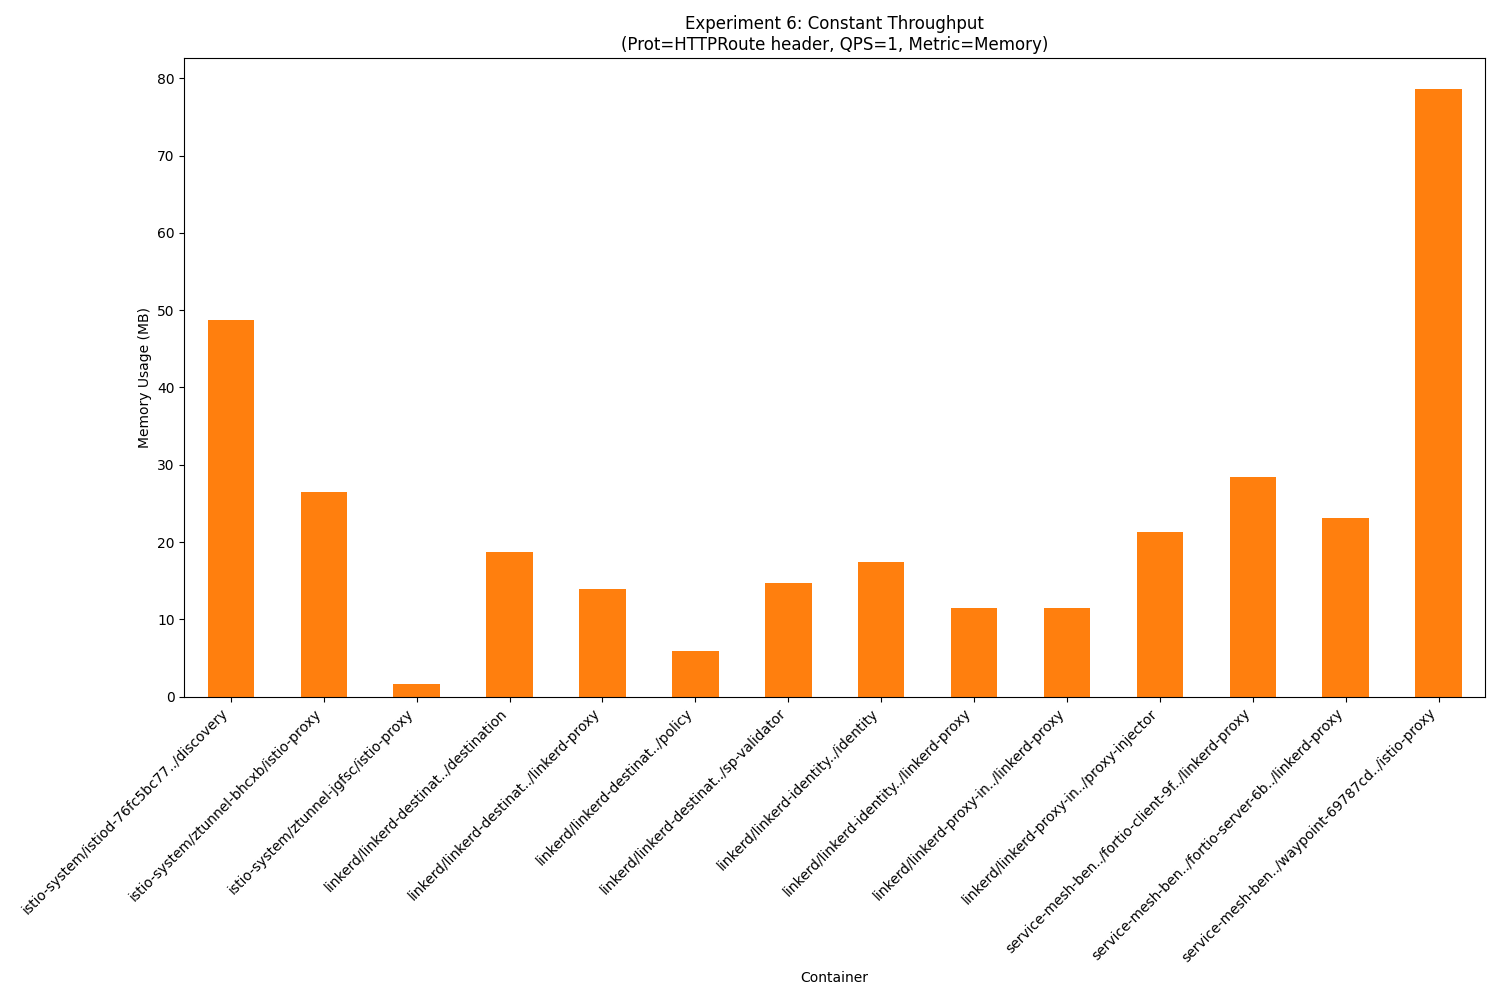 Experiment 6: Constant Throughput
(Prot=HTTPRoute header, QPS=1, Metric=Memory)
Memory Usage (MB)
80
70
60
50
40
30
20
10
0
istio-system/istiod-76fc5bc77../discovery
istio-system/ztunnel-bhcxb/istio-proxy
istio-system/ztunnel-jgfsc/istio-proxy
linkerd/linkerd-destinat../destination
linkerd/linkerd-destinat../linkerd-proxy
linkerd/linkerd-destinat../policy
linkerd/linkerd-destinat../sp-validator
linkerd/linkerd-identity../identity
linkerd/linkerd-identity../linkerd-proxy
linkerd/linkerd-proxy-in../linkerd-proxy
linkerd/linkerd-proxy-in../proxy-injector
service-mesh-ben../fortio-client-9f../linkerd-proxy
service-mesh-ben../fortio-server-6b../linkerd-proxy
service-mesh-ben../waypoint-69787cd../istio-proxy
Container